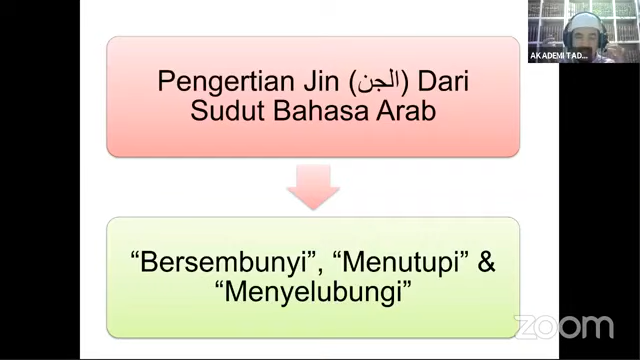 Pengertian Jin (الجن) Dari
Sudut Bahasa Arab
“Bersembunyi”, “Menutupi” &
“Menyelubungi”
AKADEMI TAD...
zoom